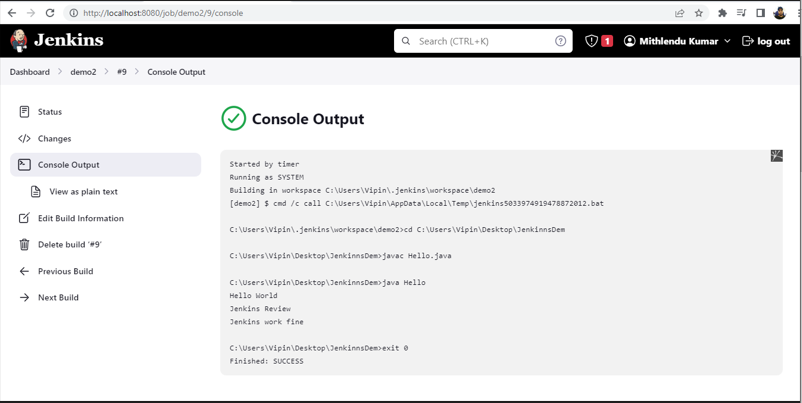 http://localhost:8080/job/demo2/9/console
Jenkins
Search (CTRL+K)
?
1
Mithlendu Kumar
log out
Dashboard
demo2
#9
Console Output
Status
Changes
Console Output
View as plain text
Edit Build Information
Delete build '#9'
Previous Build
Next Build
Console Output
Started by timer
Running as SYSTEM
Building in workspace C:\Users\Vipin\.jenkins\workspace\demo2
[demo2] $ cmd /c call C:\Users\Vipin\AppData\Local\Temp\jenkins5033974919478872012.bat
C:\Users\Vipin\.jenkins\workspace\demo2>cd C:\Users\Vipin\Desktop\JenkinnsDem
C:\Users\Vipin\Desktop\JenkinnsDem>javac Hello.java
C:\Users\Vipin\Desktop\JenkinnsDem>java Hello
Hello World
Jenkins Review
Jenkins work fine
C:\Users\Vipin\Desktop\JenkinnsDem>exit 0
Finished: SUCCESS